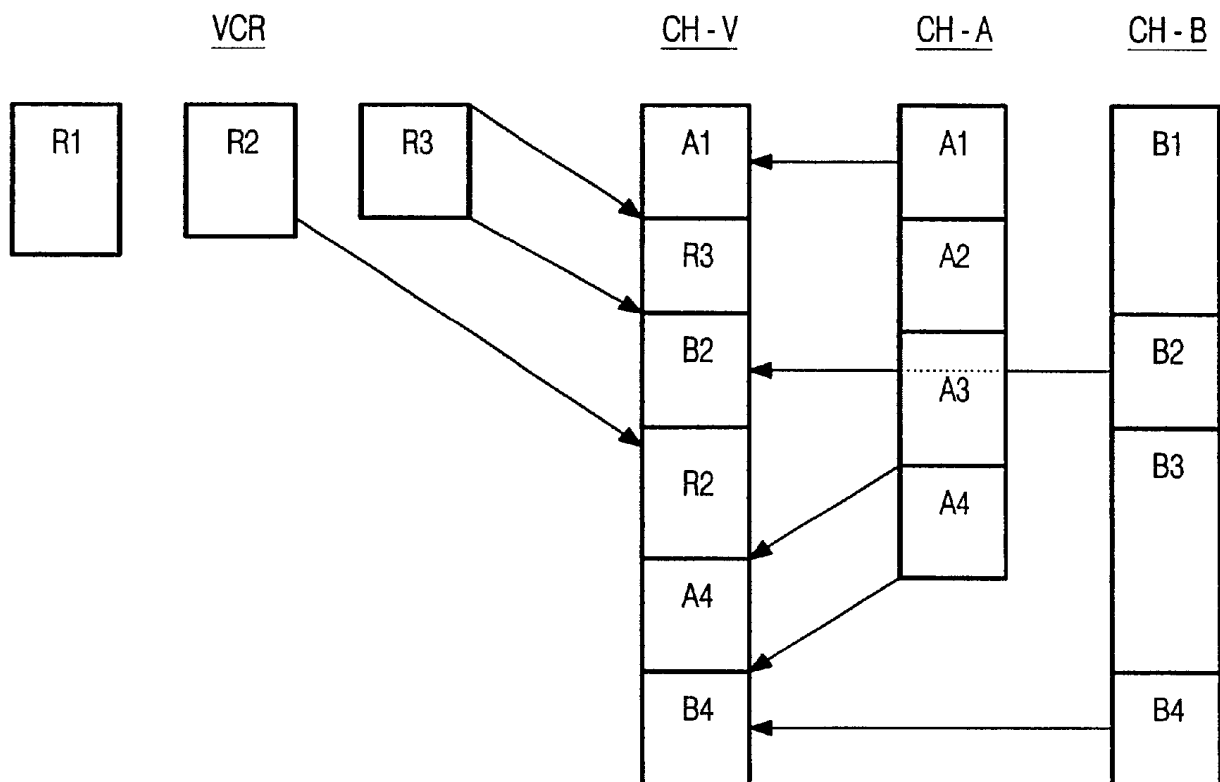 VCR CH - V CH - A CH - B
R1 R2 R3 A1 A1 B1
R3 A2
B2 A3 B2
R2 A4 B3
A4
B4 B4